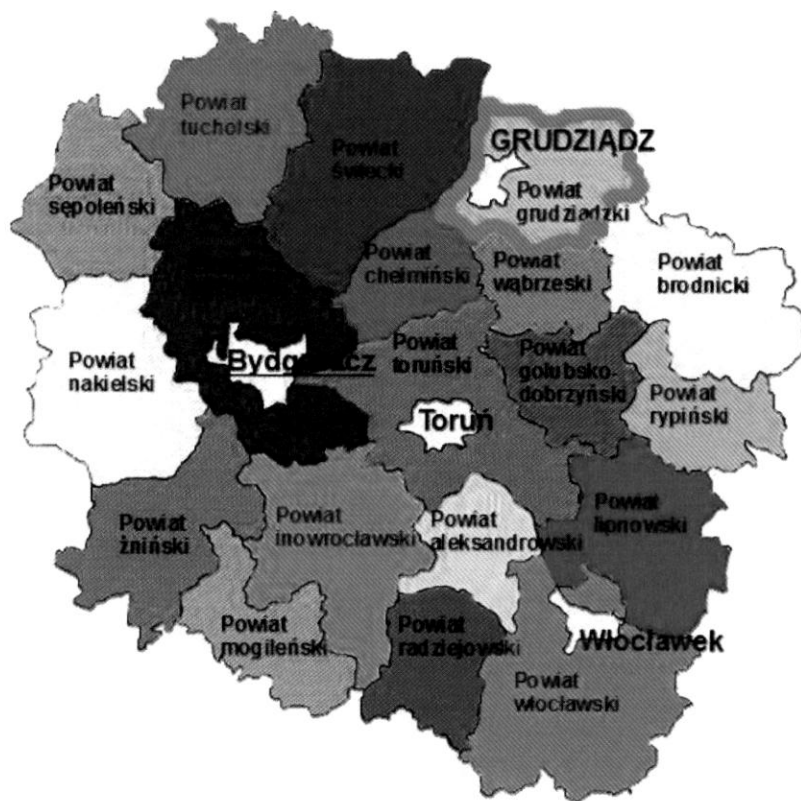 Powiat
tucholski
Powiat
świecki
GRUDZIĄDZ
Powiat
grudziadzki
Powiat
sępoleński
Powiat
chełmiński
Powiat
wąbrzeski
Powiat
brodnicki
Powiat
nakielski
Bydgoszcz
Powiat
toruński
Powiat
golubsko-
dobrzyński
Powiat
rypiński
Toruń
Powiat
żniński
Powiat
inowrocławski
Powiat
aleksandrowski
Powiat
lipnowski
Powiat
mogileński
Powiat
radziejowski
Włocławek
Powiat
włocławski